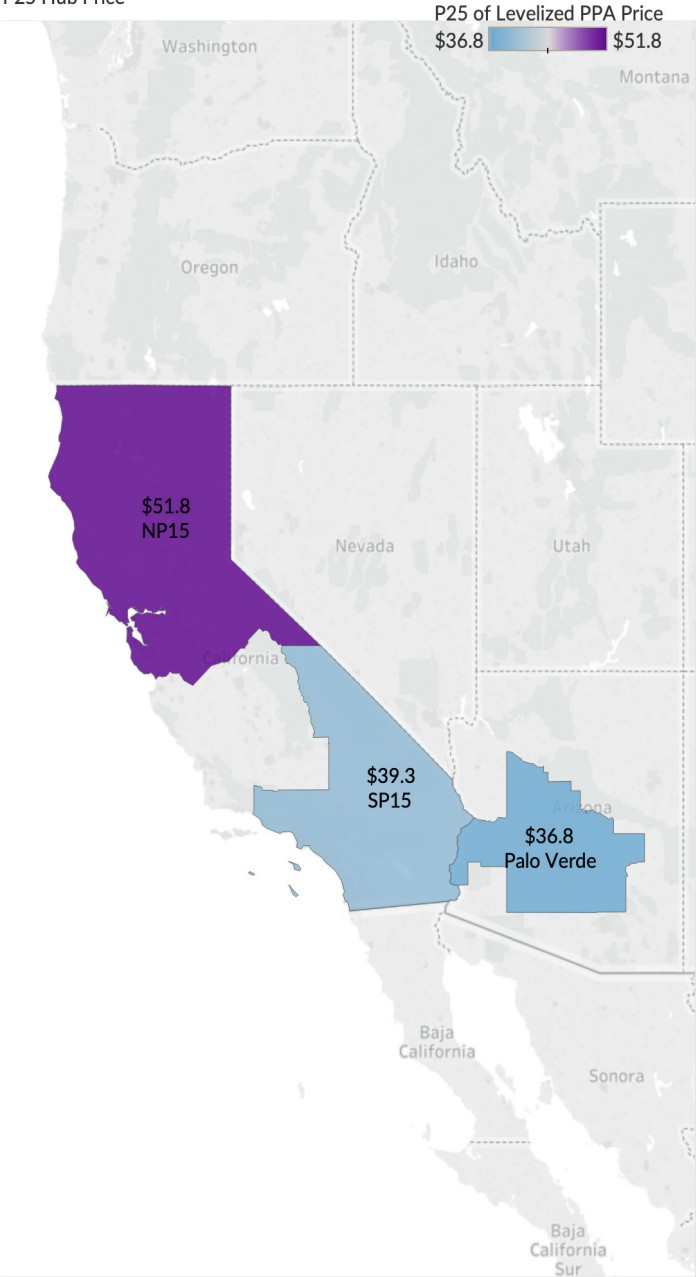 P25 Hub Price
P25 of Levelized PPA Price
$36.8
$51.8
Washington
Montana
Oregon
Idaho
$51.8
NP15
Nevada
Utah
California
$39.3
SP15
Arizona
$36.8
Palo Verde
Baja
California
Sonora
Baja
California
Sur